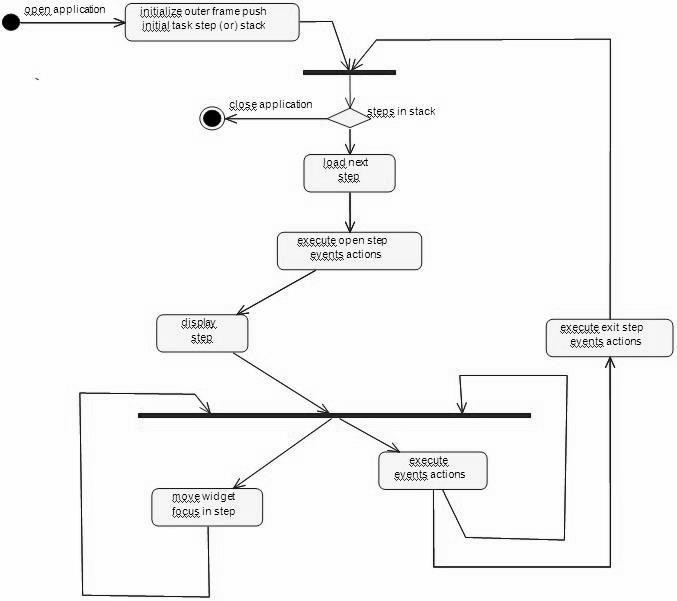 open application
initialize outer frame push
initial task step (or) stack
close application
steps in stack
load next
step
execute open step
events actions
display
step
execute exit step
events actions
execute
events actions
move widget
focus in step